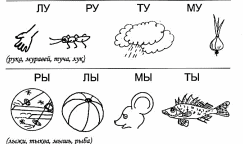 ЛУ РУ ТУ МУ
(рука, муравей, туча, лук)
РЫ ЛЫ МЫ ТЫ
(лыжи, тыква, мышь, рыба)